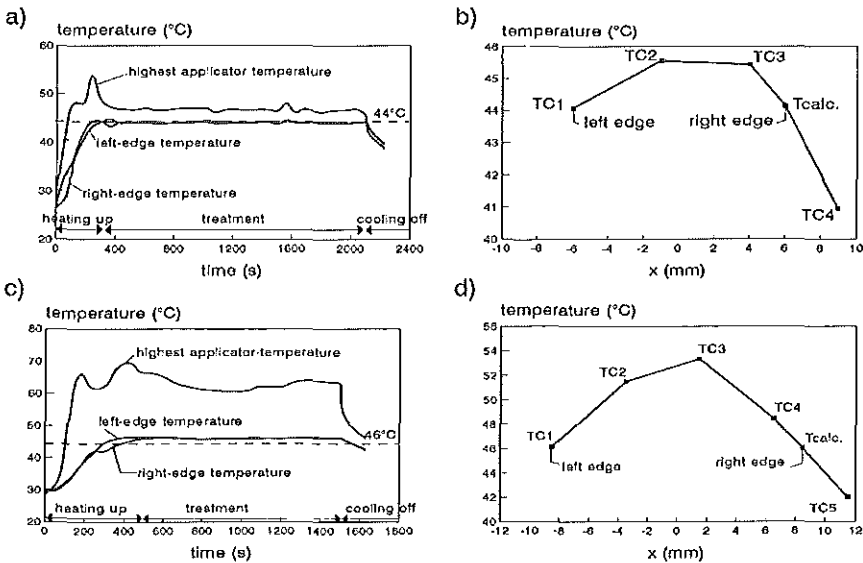 a)
temperature (°C)
60
50
40
30
20
highest applicator temperature
44°C
left-edge temperature
right-edge temperature
heating up
treatment
cooling off
0 400 800 1200 1600 2000 2400
time (s)
b)
temperature (°C)
46
45
44
43
42
41
40
TC2
TC3
TC1
Tcalc.
left edge
right edge
TC4
-10 -8 -6 -4 -2 0 2 4 6 8 10
x (mm)
c)
temperature (°C)
80
70
60
50
40
30
20
highest applicator-temperature
left-edge temperature
46°C
right-edge temperature
heating up
treatment
cooling off
0 200 400 600 800 1000 1200 1400 1600 1800
time (s)
d)
temperature (°C)
56
54
52
50
48
46
44
42
40
TC3
TC2
TC4
TC1
Tcalc.
left edge
right edge
TC5
-12 -10 -8 -6 -4 -2 0 2 4 6 8 10 12
x (mm)